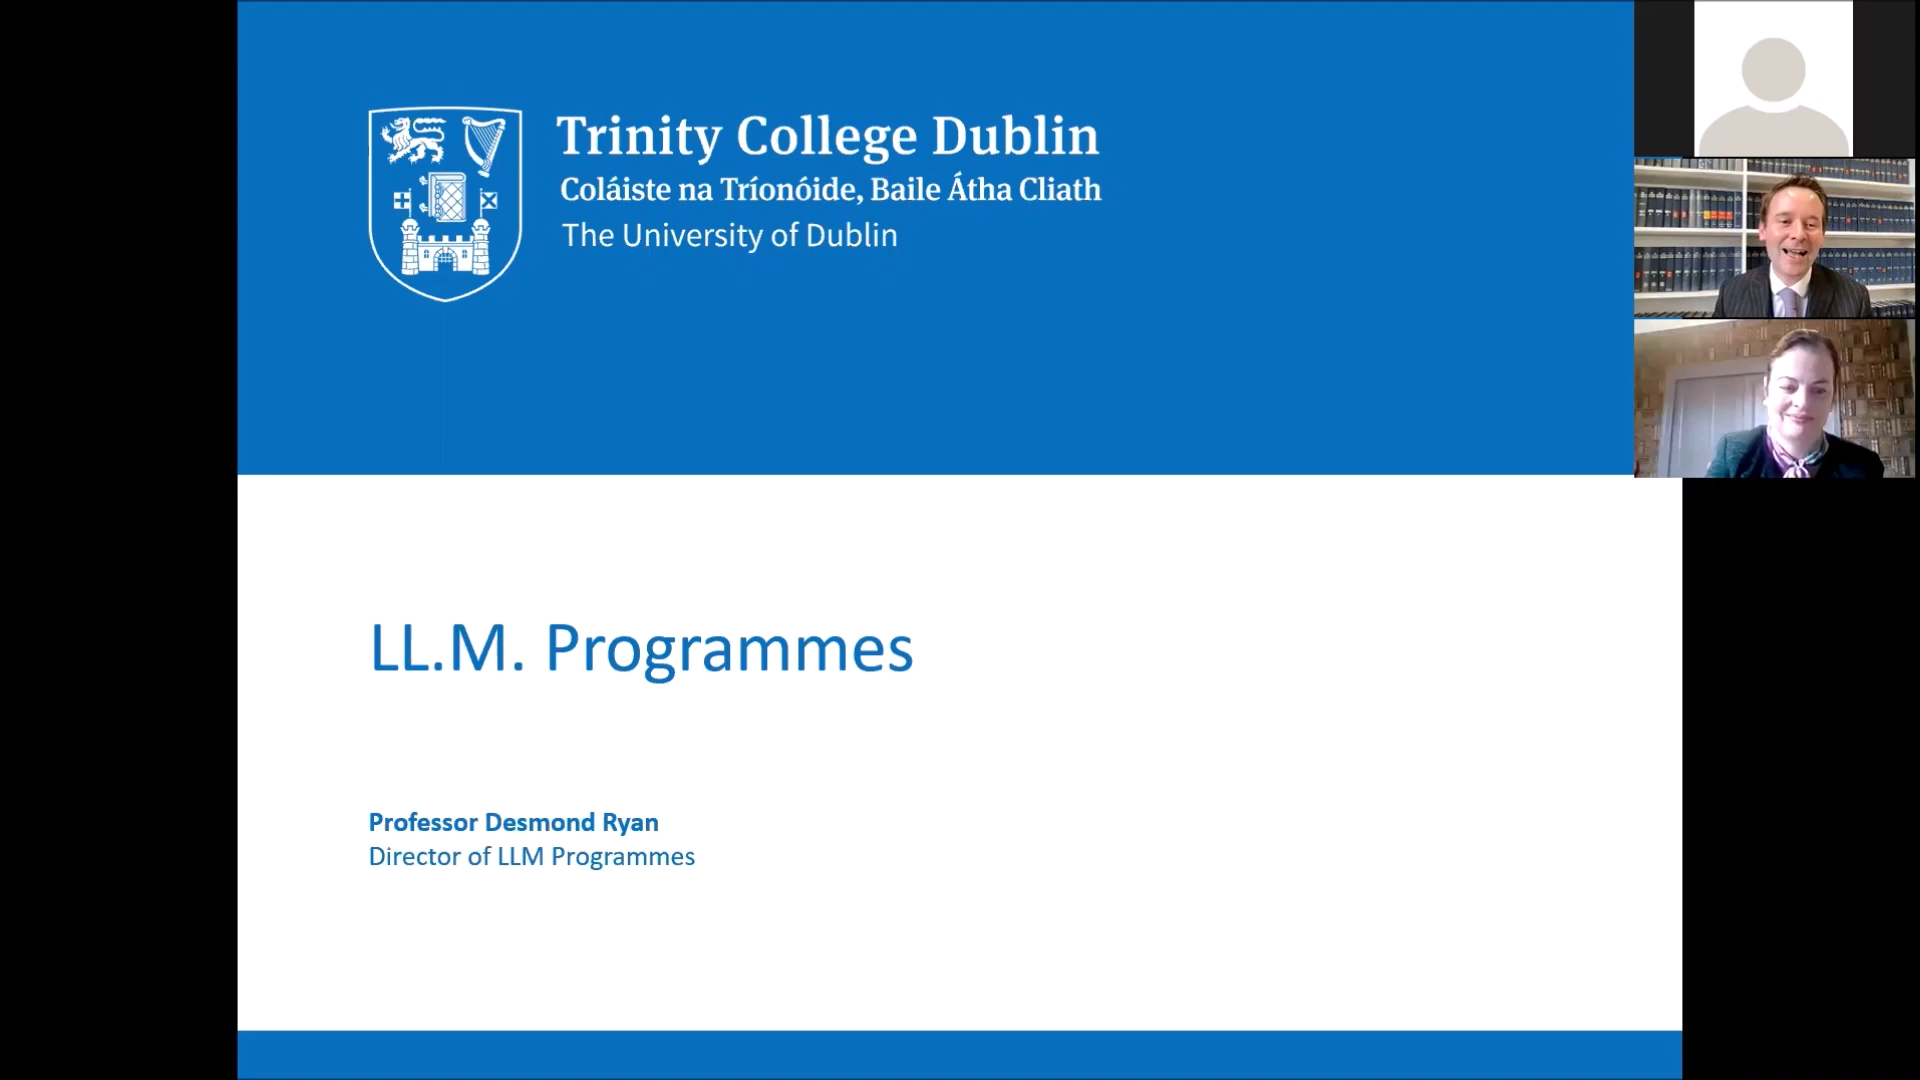 Trinity College Dublin
Coláiste na Tríonóide, Baile Átha Cliath
The University of Dublin
LL.M. Programmes
Professor Desmond Ryan
Director of LLM Programmes